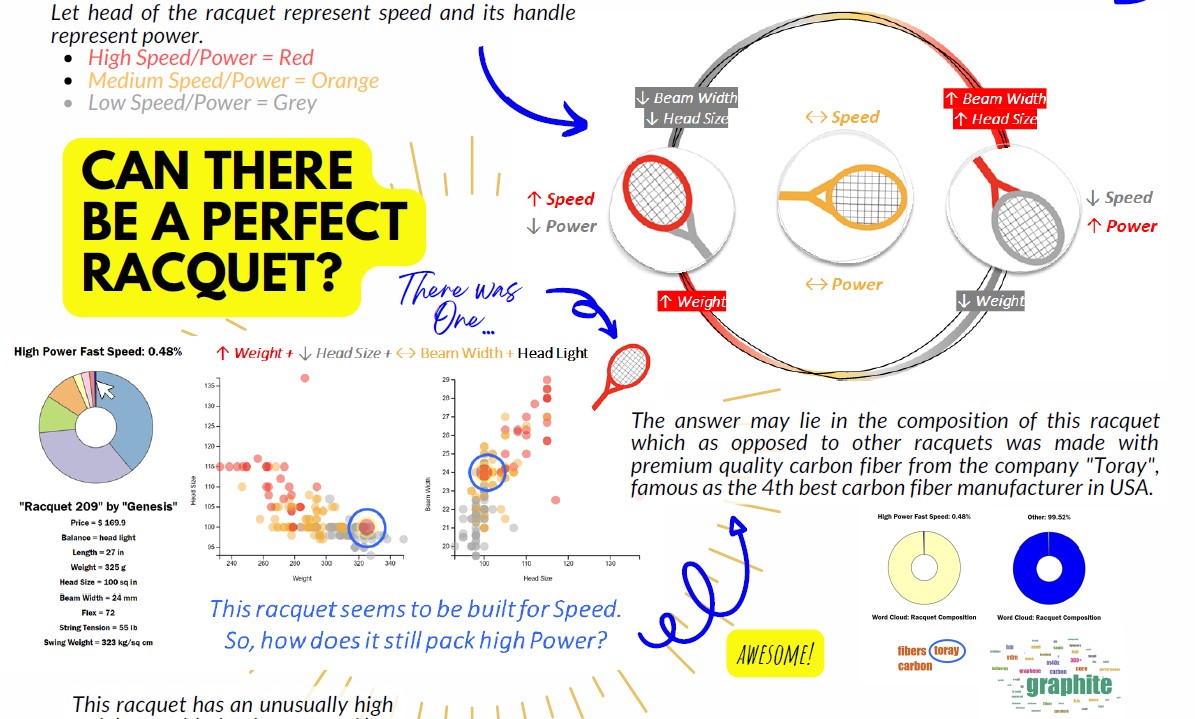 Let head of the racquet represent speed and its handle
represent power.
• High Speed/Power = Red
• Medium Speed/Power = Orange
• Low Speed/Power = Grey
CAN THERE
BE A PERFECT
RACQUET?
There was
One...
↓ Beam Width
↓ Head Size
↔ Speed
↑ Beam Width
↑ Head Size
↑ Speed
↓ Power
↓ Speed
↑ Power
↔ Power
↑ Weight
↓ Weight
High Power Fast Speed: 0.48%
↑ Weight + ↓ Head Size + ↔ Beam Width + Head Light
135
130
125
120
115
110
105
100
95
Head Size
240
260
280
300
320
340
Weight
29
28
27
26
25
24
23
22
21
20
Beam Width
100
110
120
130
Head Size
"Racquet 209" by "Genesis"
Price = $ 169.9
Balance = head light
Length = 27 in
Weight = 325 g
Head Size = 100 sq in
Beam Width = 24 mm
Flex = 72
String Tension = 55 lb
Swing Weight = 323 kg/sq cm
This racquet seems to be built for Speed.
So, how does it still pack high Power?
The answer may lie in the composition of this racquet
which as opposed to other racquets was made with
premium quality carbon fiber from the company "Toray",
famous as the 4th best carbon fiber manufacturer in USA.
High Power Fast Speed: 0.48%
Other: 99.52%
Word Cloud: Racquet Composition
Word Cloud: Racquet Composition
fibers toray
carbon
graphite
AWESOME!
This racquet has an unusually high